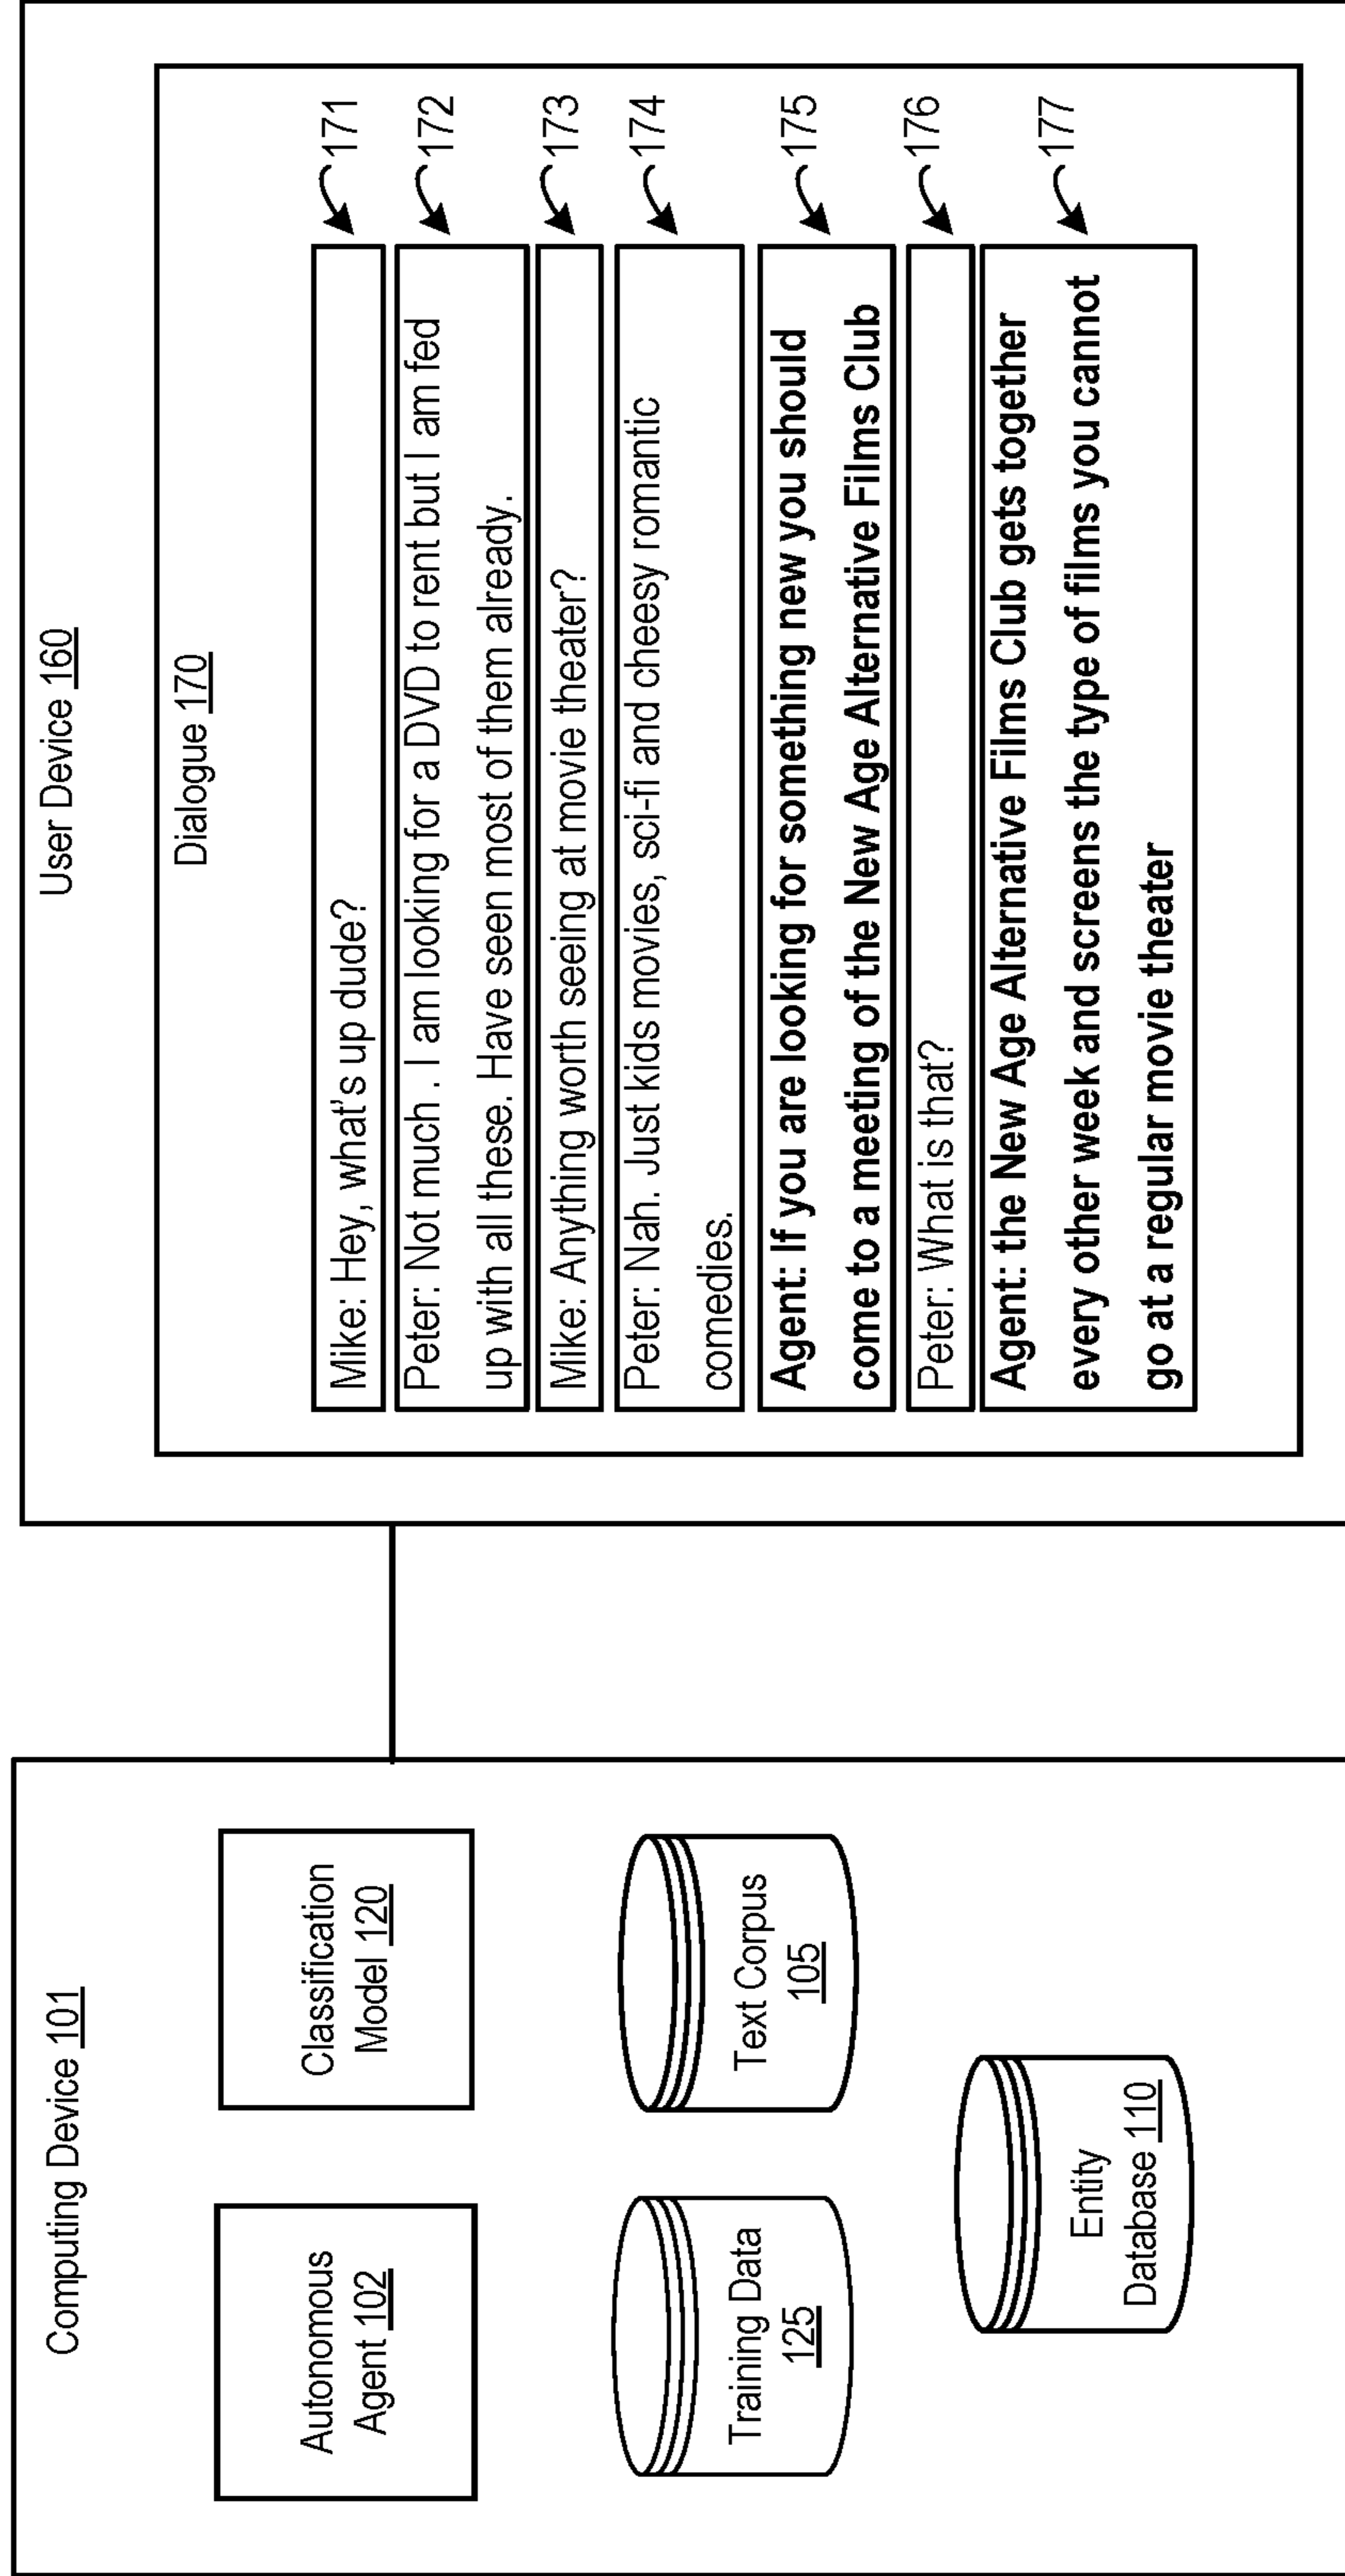 Computing Device 101
Autonomous
Agent 102
Classification
Model 120
Training Data
125
Text Corpus
105
Entity
Database 110
User Device 160
Dialogue 170
Mike: Hey, what's up dude?
171
Peter: Not much . I am looking for a DVD to rent but I am fed
up with all these. Have seen most of them already.
172
Mike: Anything worth seeing at movie theater?
173
Peter: Nah. Just kids movies, sci-fi and cheesy romantic
comedies.
174
Agent: If you are looking for something new you should
come to a meeting of the New Age Alternative Films Club
175
Peter: What is that?
176
Agent: the New Age Alternative Films Club gets together
every other week and screens the type of films you cannot
go at a regular movie theater
177